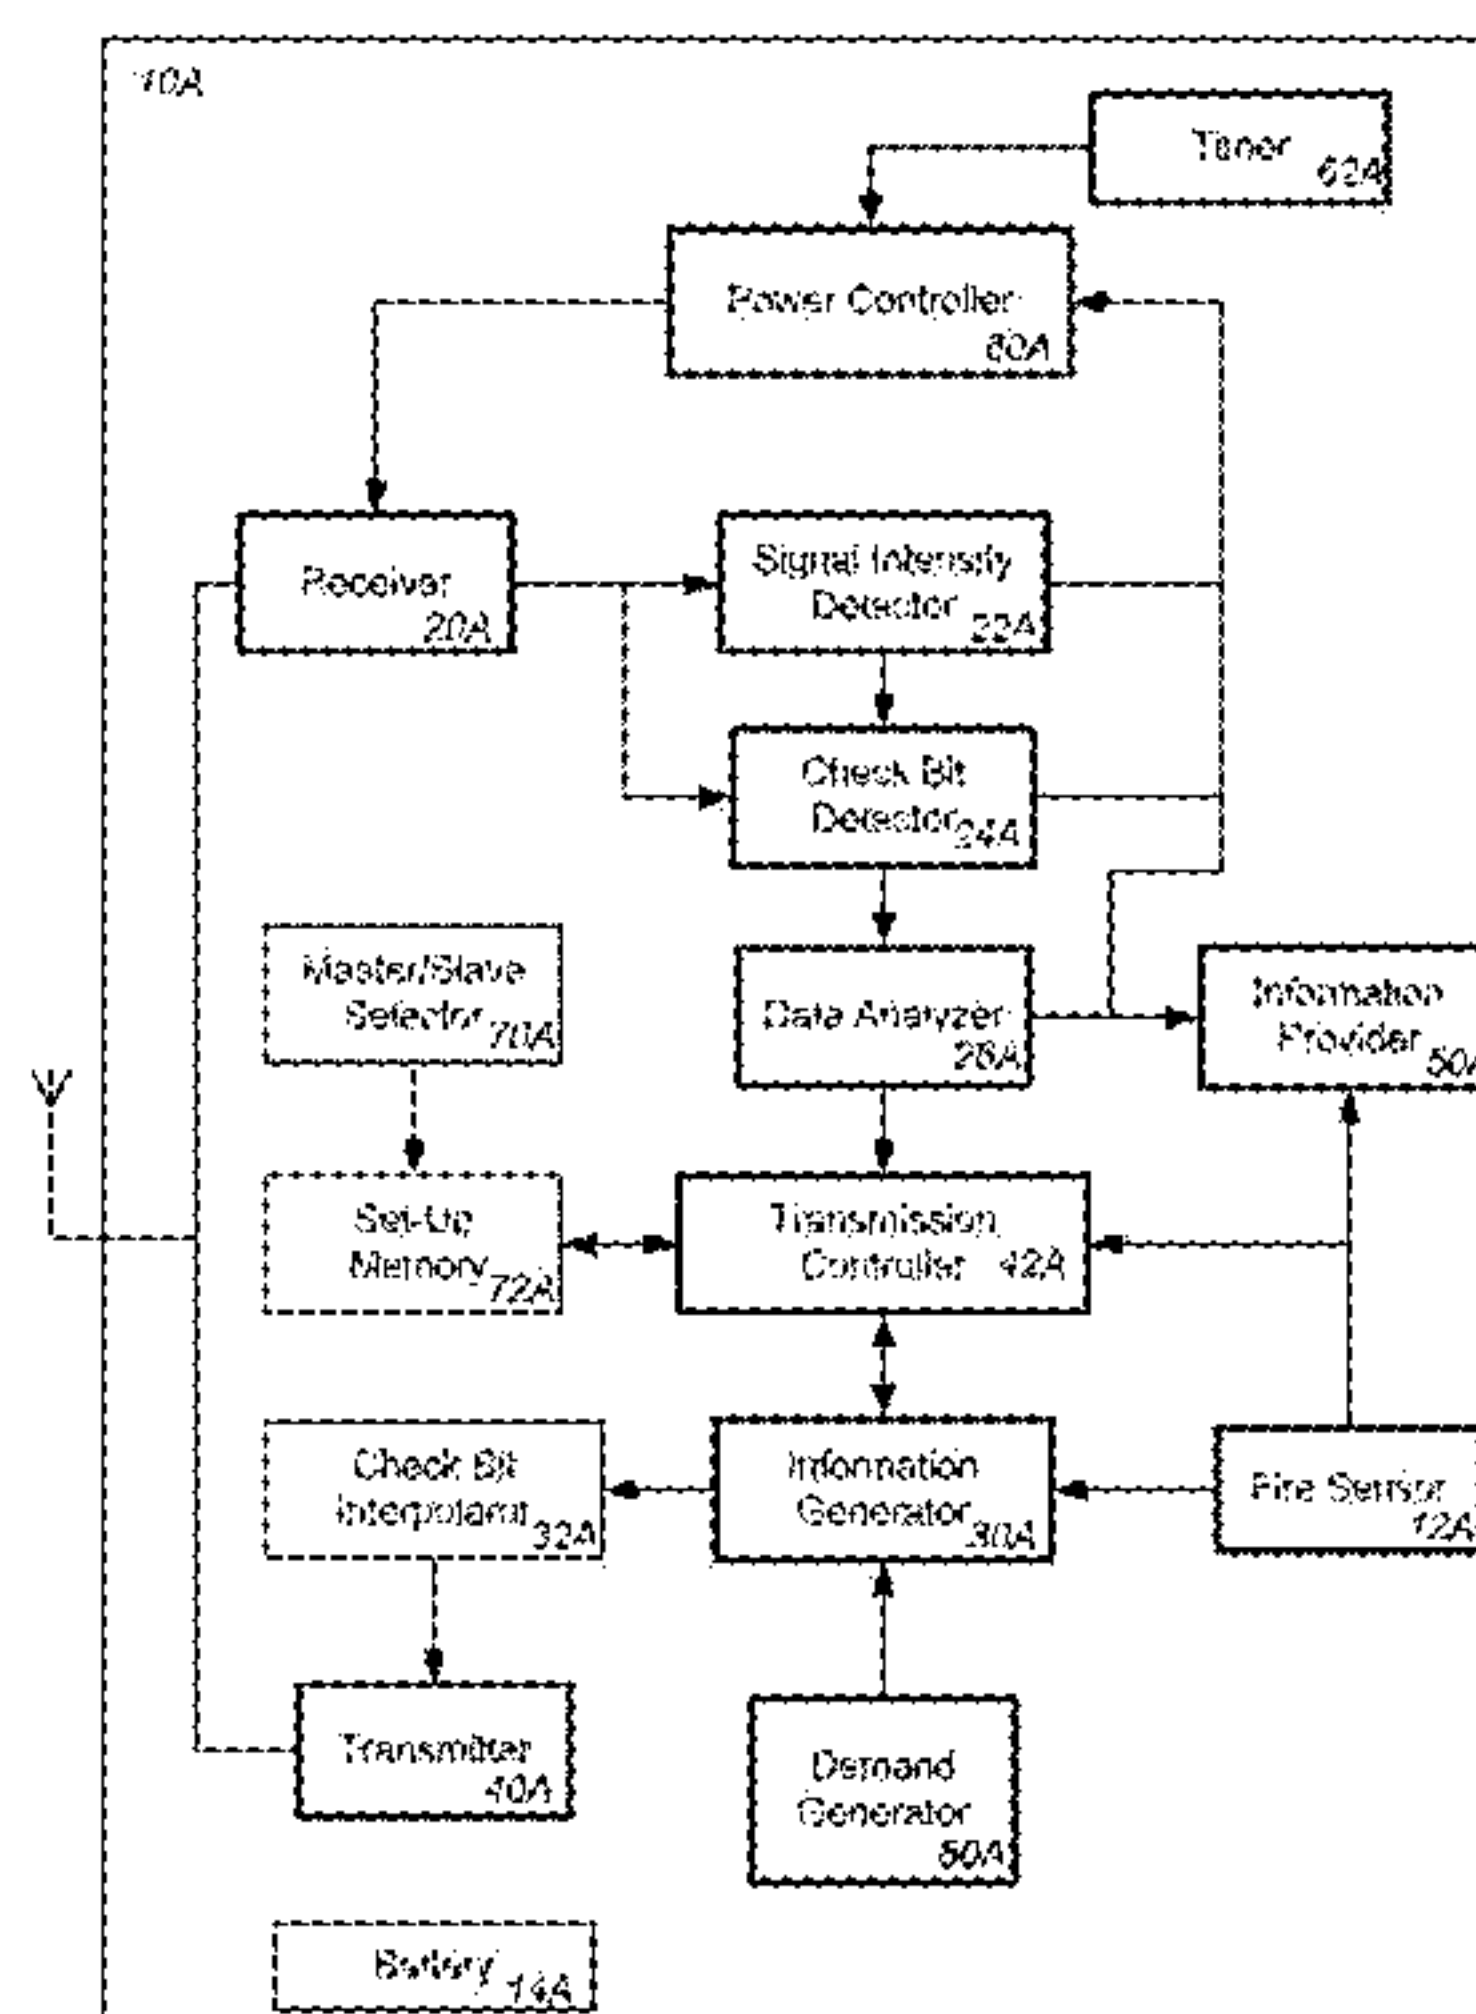 10A
Timer
62A
Power Controller
60A
Receiver
20A
Signal Intensity
Detector 22A
Check Bit
Detector 24A
Master/Slave
Selector 70A
Data Analyzer
26A
Information
Provider 50A
Set-Up
Memory 72A
Transmission
Controller 42A
Check Bit
Interpolator 32A
Information
Generator 30A
Fire Sensor
12A
Transmitter
40A
Demand
Generator
Battery 14A